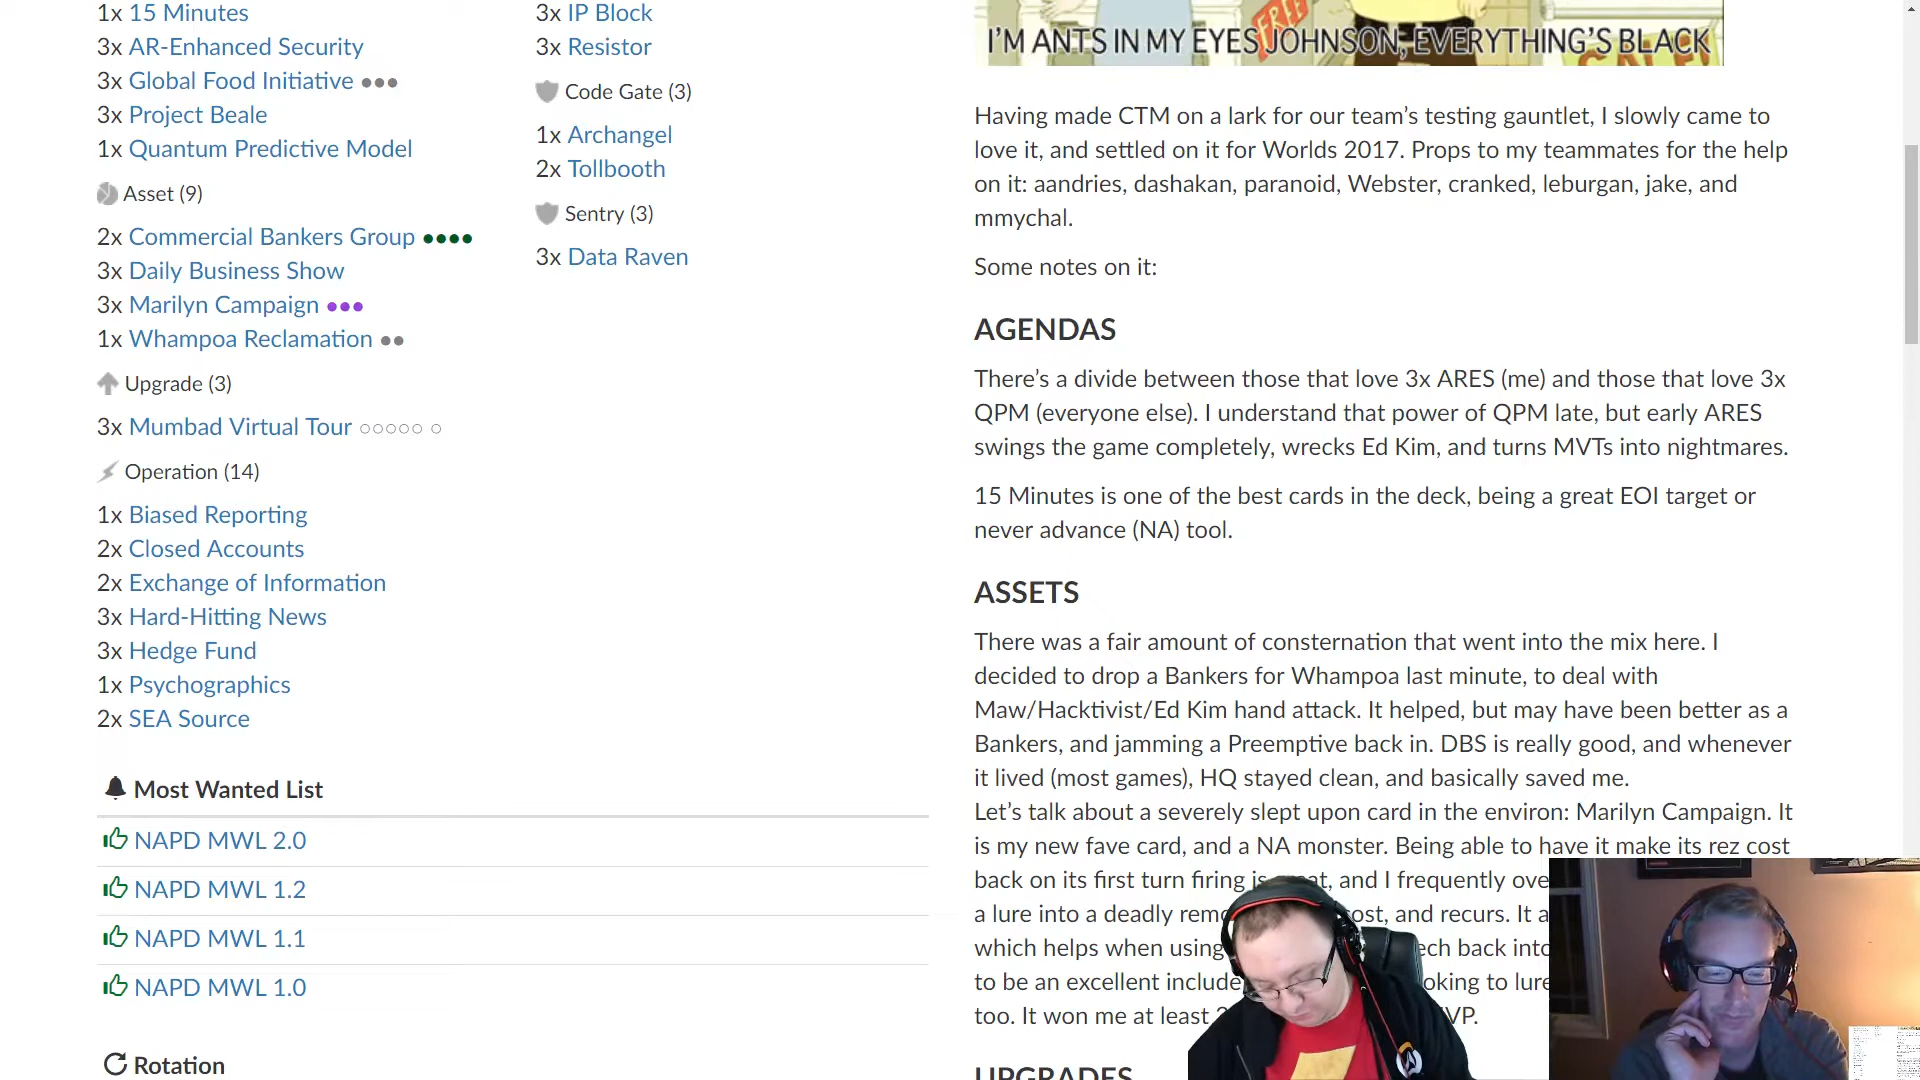 1x 15 Minutes
3x AR-Enhanced Security
3x Global Food Initiative
3x Project Beale
1x Quantum Predictive Model
Asset (9)
2x Commercial Bankers Group
3x Daily Business Show
3x Marilyn Campaign
1x Whampoa Reclamation
Upgrade (3)
3x Mumbad Virtual Tour
Operation (14)
1x Biased Reporting
2x Closed Accounts
2x Exchange of Information
3x Hard-Hitting News
3x Hedge Fund
1x Psychographics
2x SEA Source
Most Wanted List
NAPD MWL 2.0
NAPD MWL 1.2
NAPD MWL 1.1
NAPD MWL 1.0
Rotation
3x IP Block
3x Resistor
Code Gate (3)
1x Archangel
2x Tollbooth
Sentry (3)
3x Data Raven
FREE
I'M ANTS IN MY EYES JOHNSON, EVERYTHING'S BLACK
Having made CTM on a lark for our team's testing gauntlet, I slowly came to
love it, and settled on it for Worlds 2017. Props to my teammates for the help
on it: aandries, dashakan, paranoid, Webster, cranked, leburgan, jake, and
mmychal.
Some notes on it:
AGENDAS
There's a divide between those that love 3x ARES (me) and those that love 3x
QPM (everyone else). I understand that power of QPM late, but early ARES
swings the game completely, wrecks Ed Kim, and turns MVTs into nightmares.
15 Minutes is one of the best cards in the deck, being a great EOI target or
never advance (NA) tool.
ASSETS
There was a fair amount of consternation that went into the mix here. I
decided to drop a Bankers for Whampoa last minute, to deal with
Maw/Hacktivist/Ed Kim hand attack. It helped, but may have been better as a
Bankers, and jamming a Preemptive back in. DBS is really good, and whenever
it lived (most games), HQ stayed clean, and basically saved me.
Let's talk about a severely slept upon card in the environ: Marilyn Campaign. It
is my new fave card, and a NA monster. Being able to have it make its rez cost
back on its first turn firing is great, and I frequently ove
a lure into a deadly remo ost, and recurs. It a
which helps when using ech back into
to be an excellent include oking to lure
too. It won me at least VP.
UPGRADES